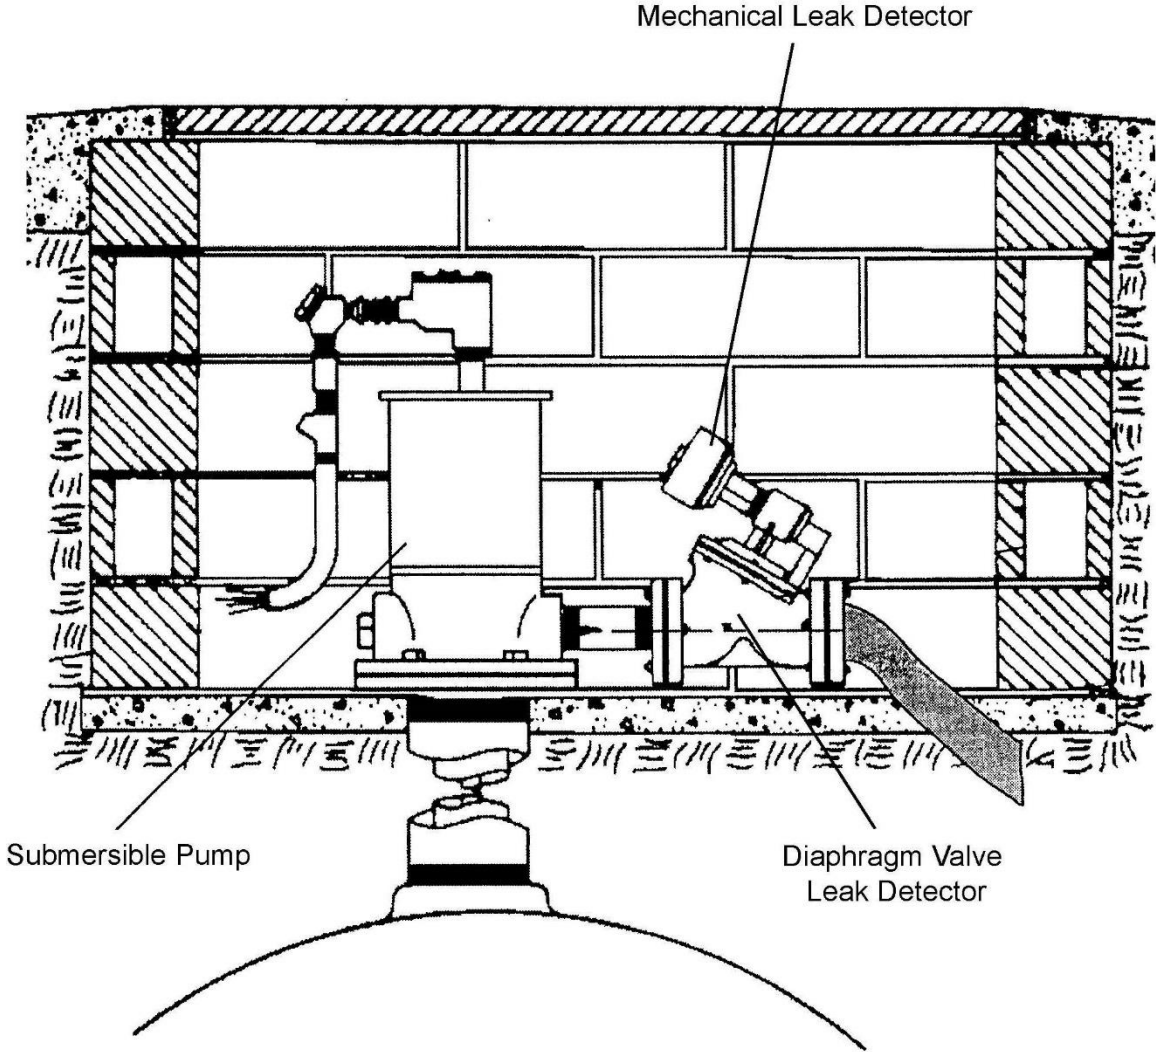 Mechanical Leak Detector
Submersible Pump
Diaphragm Valve
Leak Detector